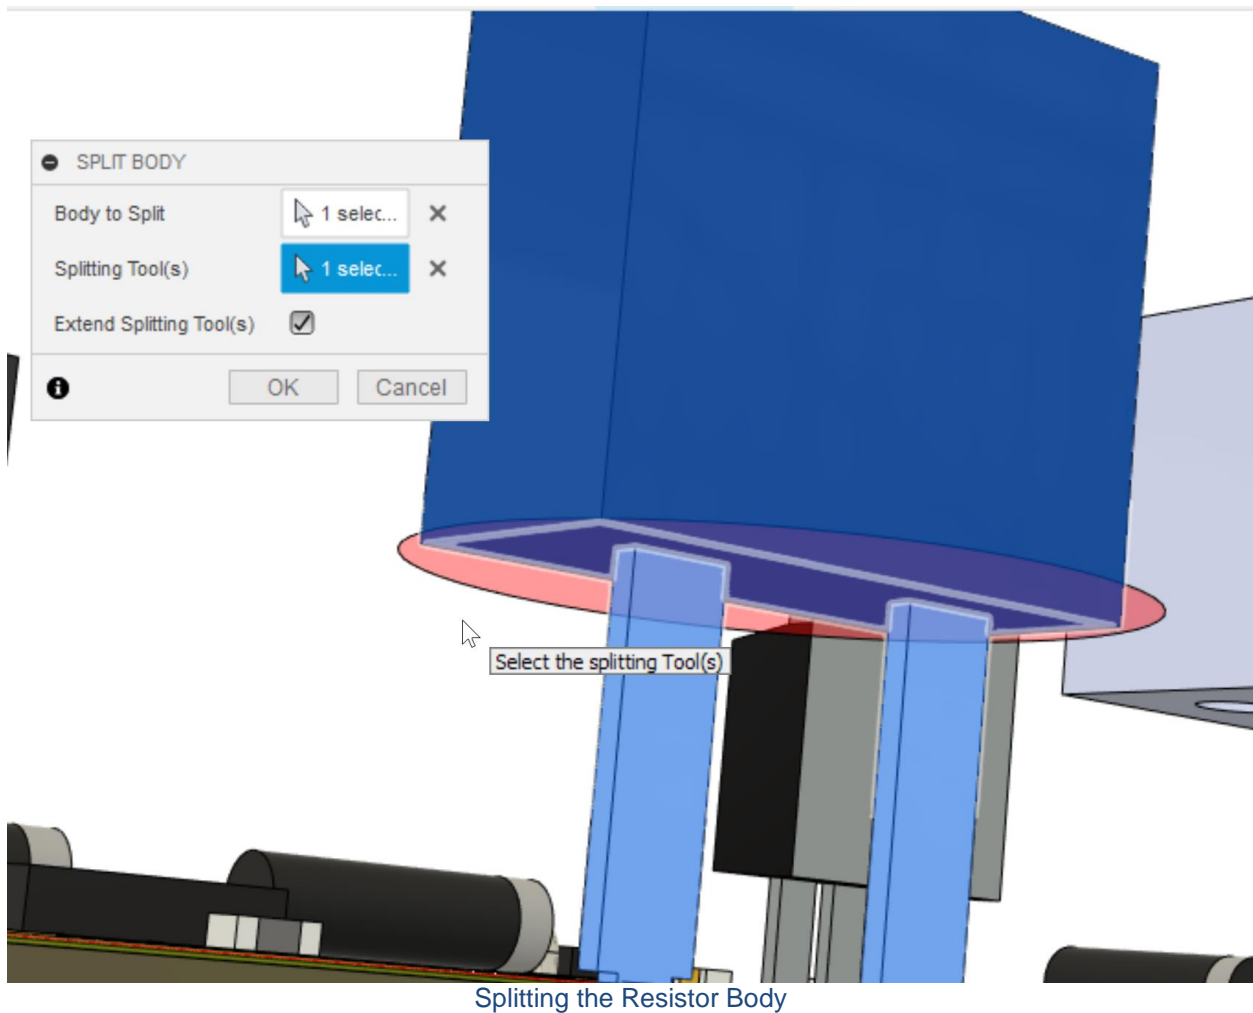 SPLIT BODY
Body to Split 1 selec...
Splitting Tool(s) 1 selec...
Extend Splitting Tool(s)
OK Cancel
Select the splitting Tool(s)
Splitting the Resistor Body